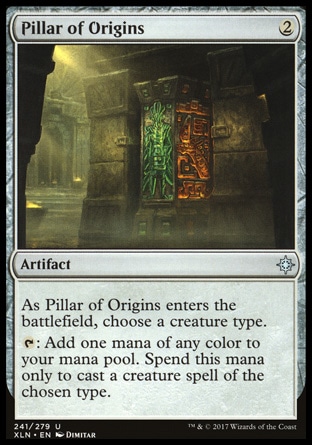 Pillar of Origins 2
Artifact
As Pillar of Origins enters the
battlefield, choose a creature type.
: Add one mana of any color to
your mana pool. Spend this mana
only to cast a creature spell of the
chosen type.
241/279 U
XLN • EN Dimitar
™ & © 2017 Wizards of the Coast